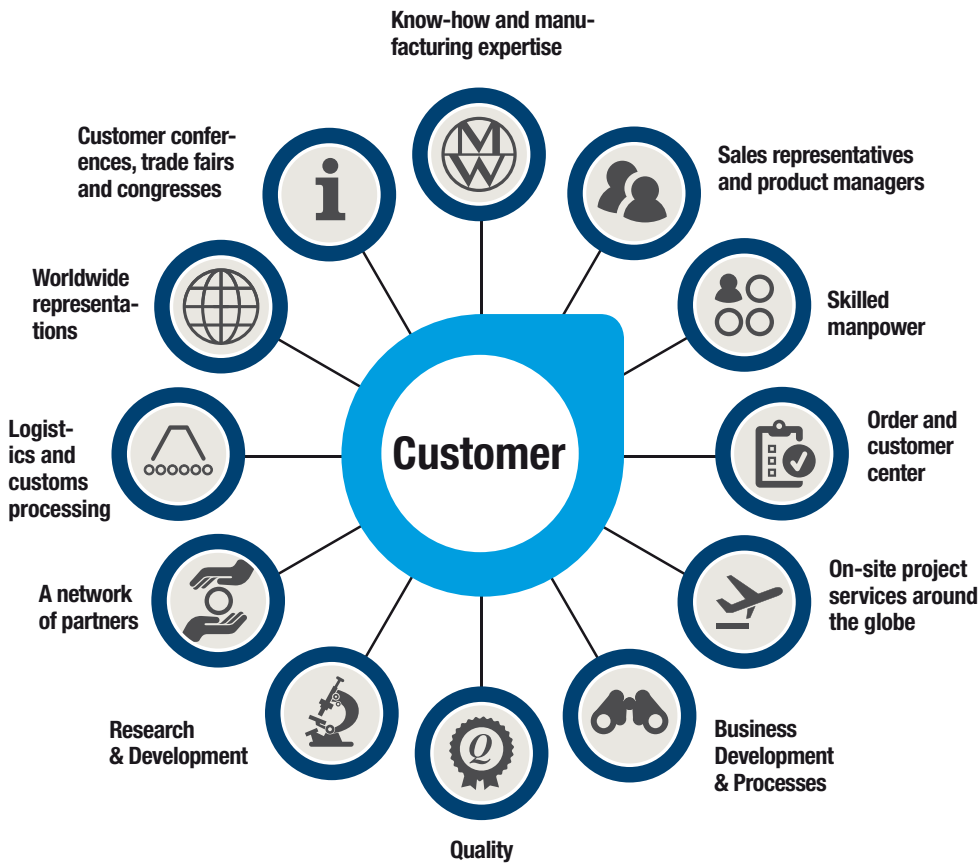 Know-how and manu-
facturing expertise
M
W
Sales representatives
and product managers
Skilled
manpower
Order and
customer
center
On-site project
services around
the globe
Business
Development
& Processes
Quality
Q
Research
& Development
A network
of partners
Logist-
ics and
customs
processing
Worldwide
representa-
tions
Customer confer-
ences, trade fairs
and congresses
i
Customer